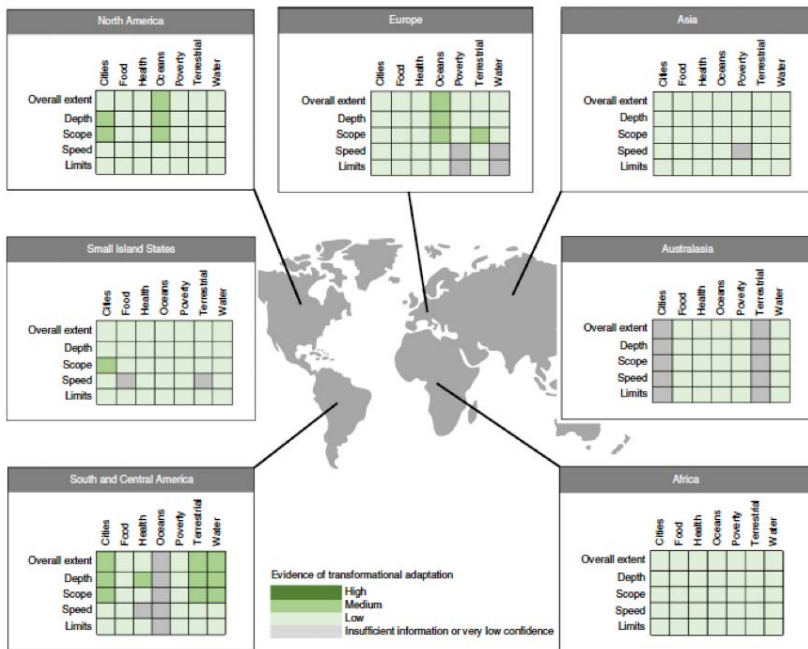 North America
Cities
Food
Health
Oceans
Poverty
Terrestrial
Water
Overall extent
Depth
Scope
Speed
Limits
Europe
Cities
Food
Health
Oceans
Poverty
Terrestrial
Water
Overall extent
Depth
Scope
Speed
Limits
Asia
Cities
Food
Health
Oceans
Poverty
Terrestrial
Water
Overall extent
Depth
Scope
Speed
Limits
Small Island States
Cities
Food
Health
Oceans
Poverty
Terrestrial
Water
Overall extent
Depth
Scope
Speed
Limits
Australasia
Cities
Food
Health
Oceans
Poverty
Terrestrial
Water
Overall extent
Depth
Scope
Speed
Limits
South and Central America
Cities
Food
Health
Oceans
Poverty
Terrestrial
Water
Overall extent
Depth
Scope
Speed
Limits
Evidence of transformational adaptation
High
Medium
Low
Insufficient information or very low confidence
Africa
Cities
Food
Health
Oceans
Poverty
Terrestrial
Water
Overall extent
Depth
Scope
Speed
Limits